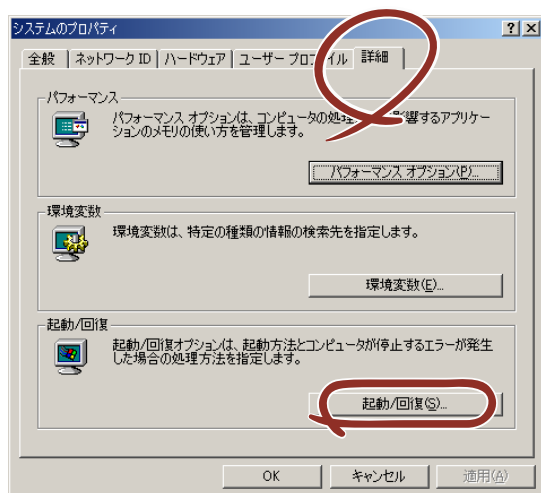 システムのプロパティ
全般 ネットワーク ID ハードウェア ユーザー プロファイル 詳細
パフォーマンス
パフォーマンス オプションは、コンピュータの処理 影響するアプリケー
ションのメモリの使い方を管理します。
パフォーマンス オプション(P)...
環境変数
環境変数は、特定の種類の情報の検索先を指定します。
環境変数(E)...
起動/回復
起動/回復オプションは、起動方法とコンピュータが停止するエラーが発生
した場合の処理方法を指定します。
起動/回復(S)...
OK キャンセル 適用(A)